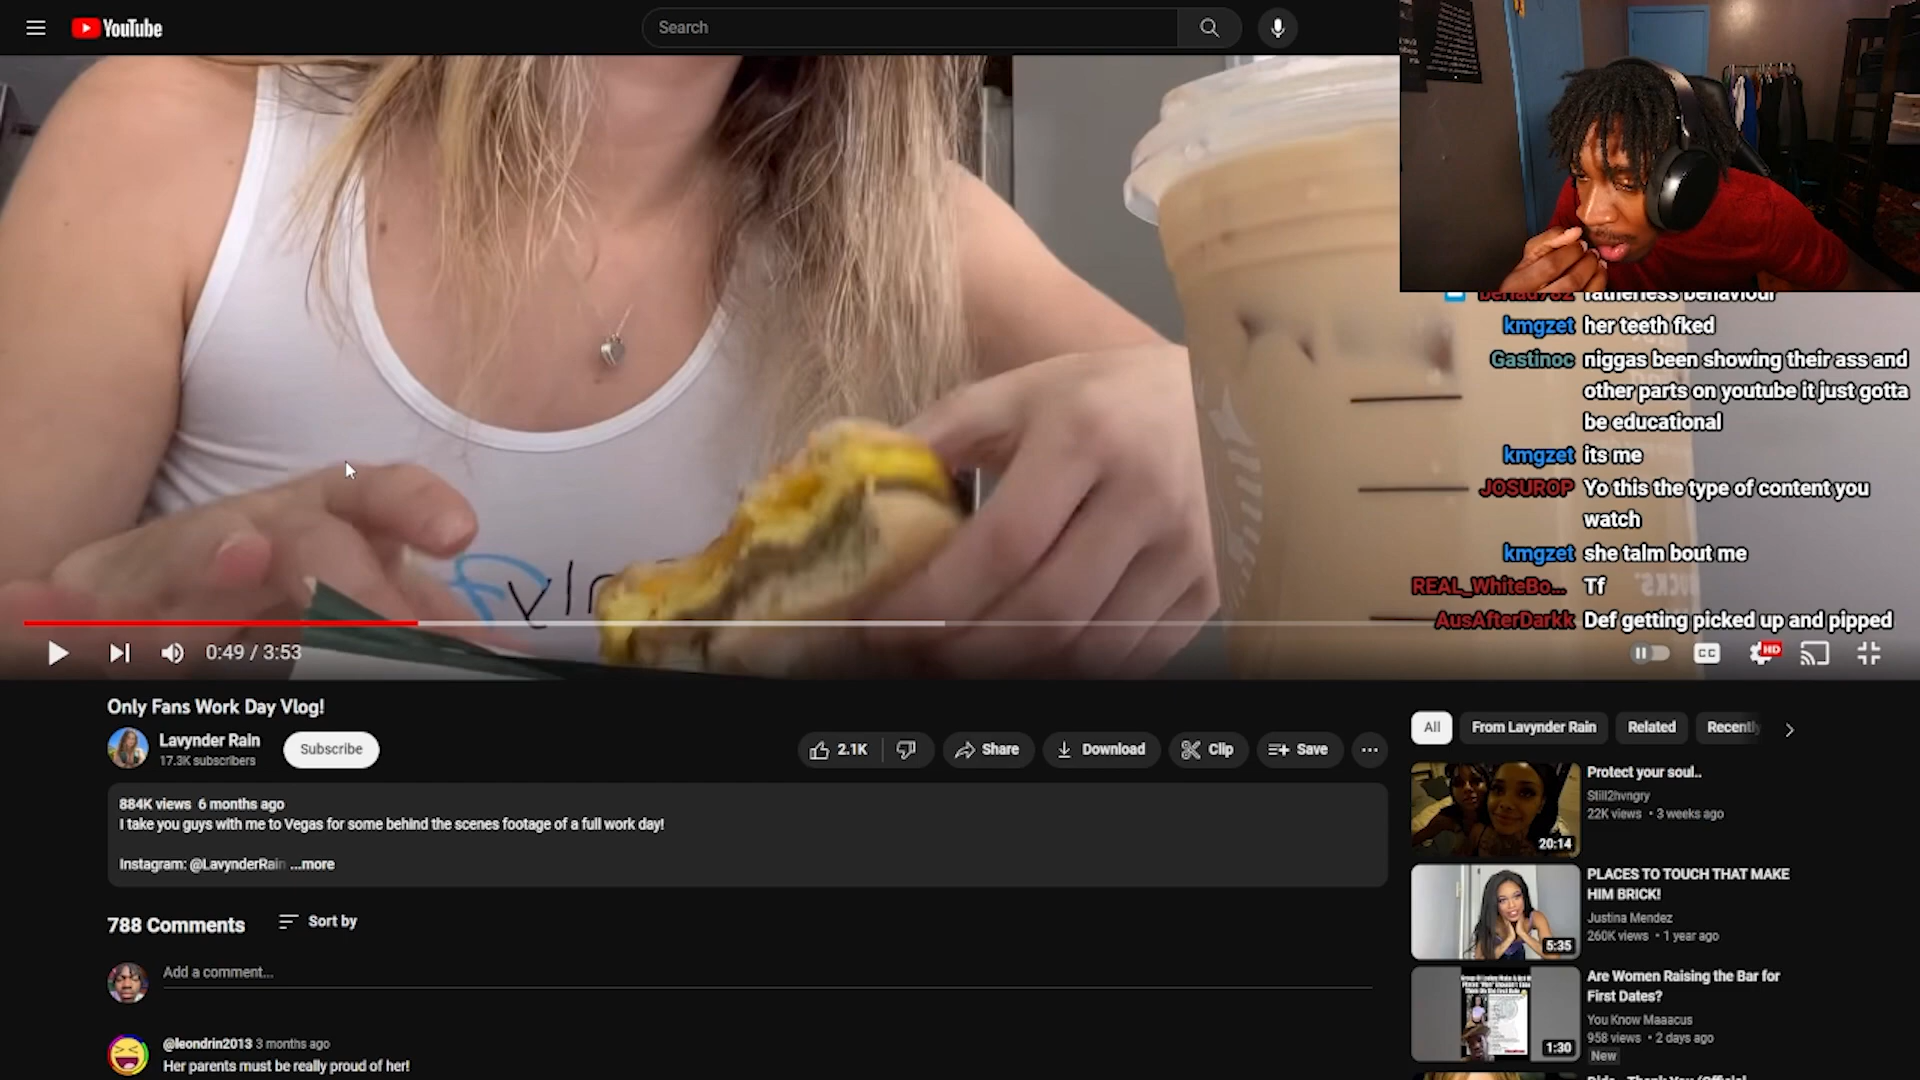 YouTube
Search
fatherless behaviour
kmgzet her teeth fked
Gastinoc niggas been showing their ass and
other parts on youtube it just gotta
be educational
kmgzet its me
JOSUROP Yo this the type of content you
watch
kmgzet she talm bout me
REAL_WhiteBo... Tf
AusAfterDarkk Def getting picked up and pipped
0:49 / 3:53
CC
HD
Only Fans Work Day Vlog!
Lavynder Rain
17.3K subscribers
Subscribe
2.1K
Share
Download
Clip
Save
884K views 6 months ago
I take you guys with me to Vegas for some behind the scenes footage of a full work day!
Instagram: @LavynderRain ...more
788 Comments
Sort by
Add a comment...
@leondrin2013 3 months ago
Her parents must be really proud of her!
All
From Lavynder Rain
Related
Recently
Protect your soul..
Still2hvngry
22K views • 3 weeks ago
20:14
PLACES TO TOUCH THAT MAKE
HIM BRICK!
Justina Mendez
260K views • 1 year ago
5:35
Are Women Raising the Bar for
First Dates?
You Know Maaacus
958 views • 2 days ago
New
1:30